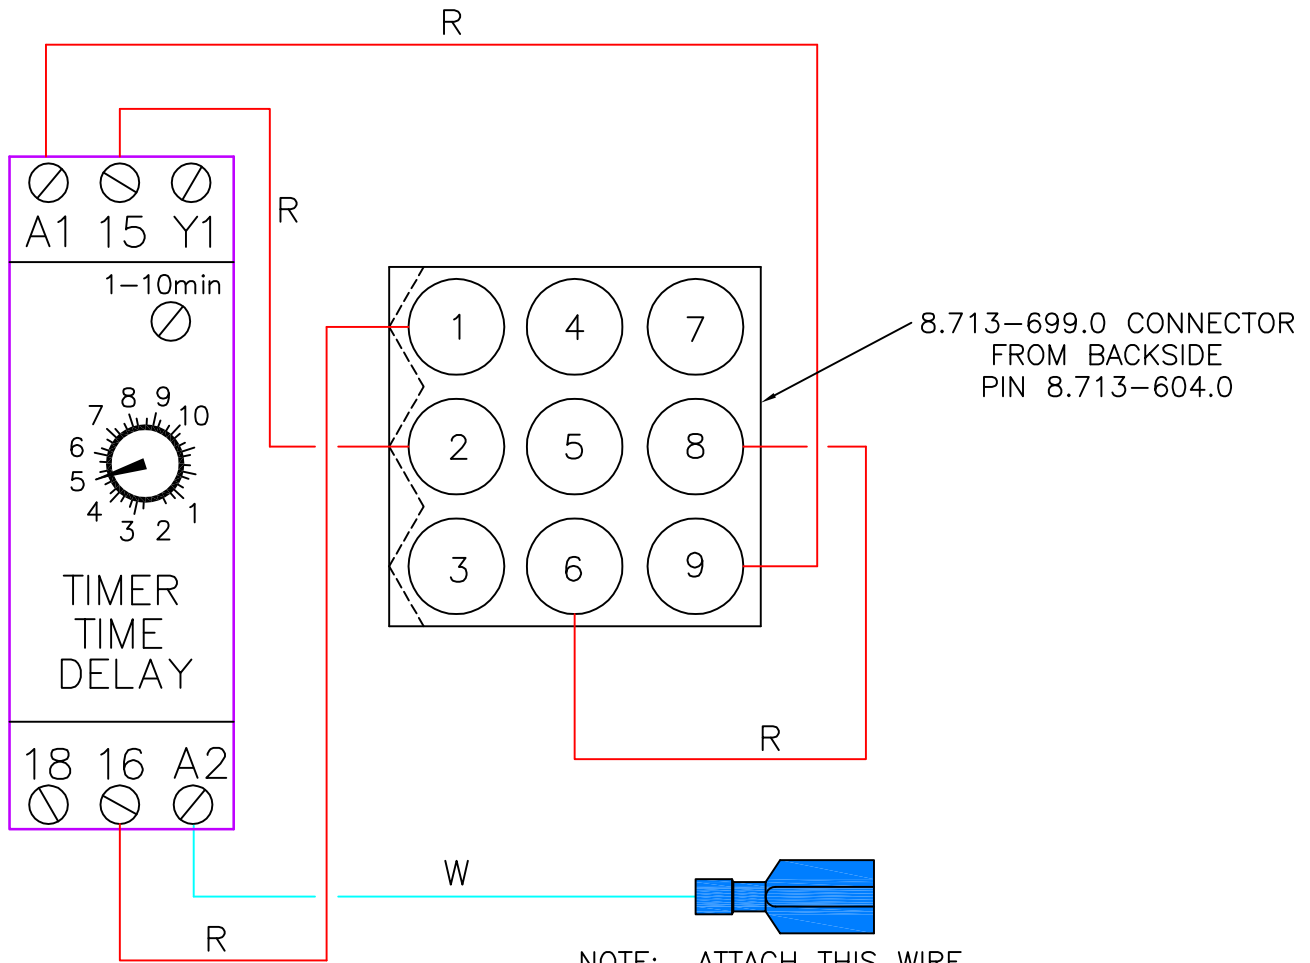 R
A1 15 Y1
R
1–10min
8 9
7 10
6
5
4 1
3 2
TIMER
TIME
DELAY
18 16 A2
1 4 7
2 5 8
3 6 9
8.713–699.0 CONNECTOR
FROM BACKSIDE
PIN 8.713–604.0
R
W
R
NOTE: ATTACH THIS WIRE